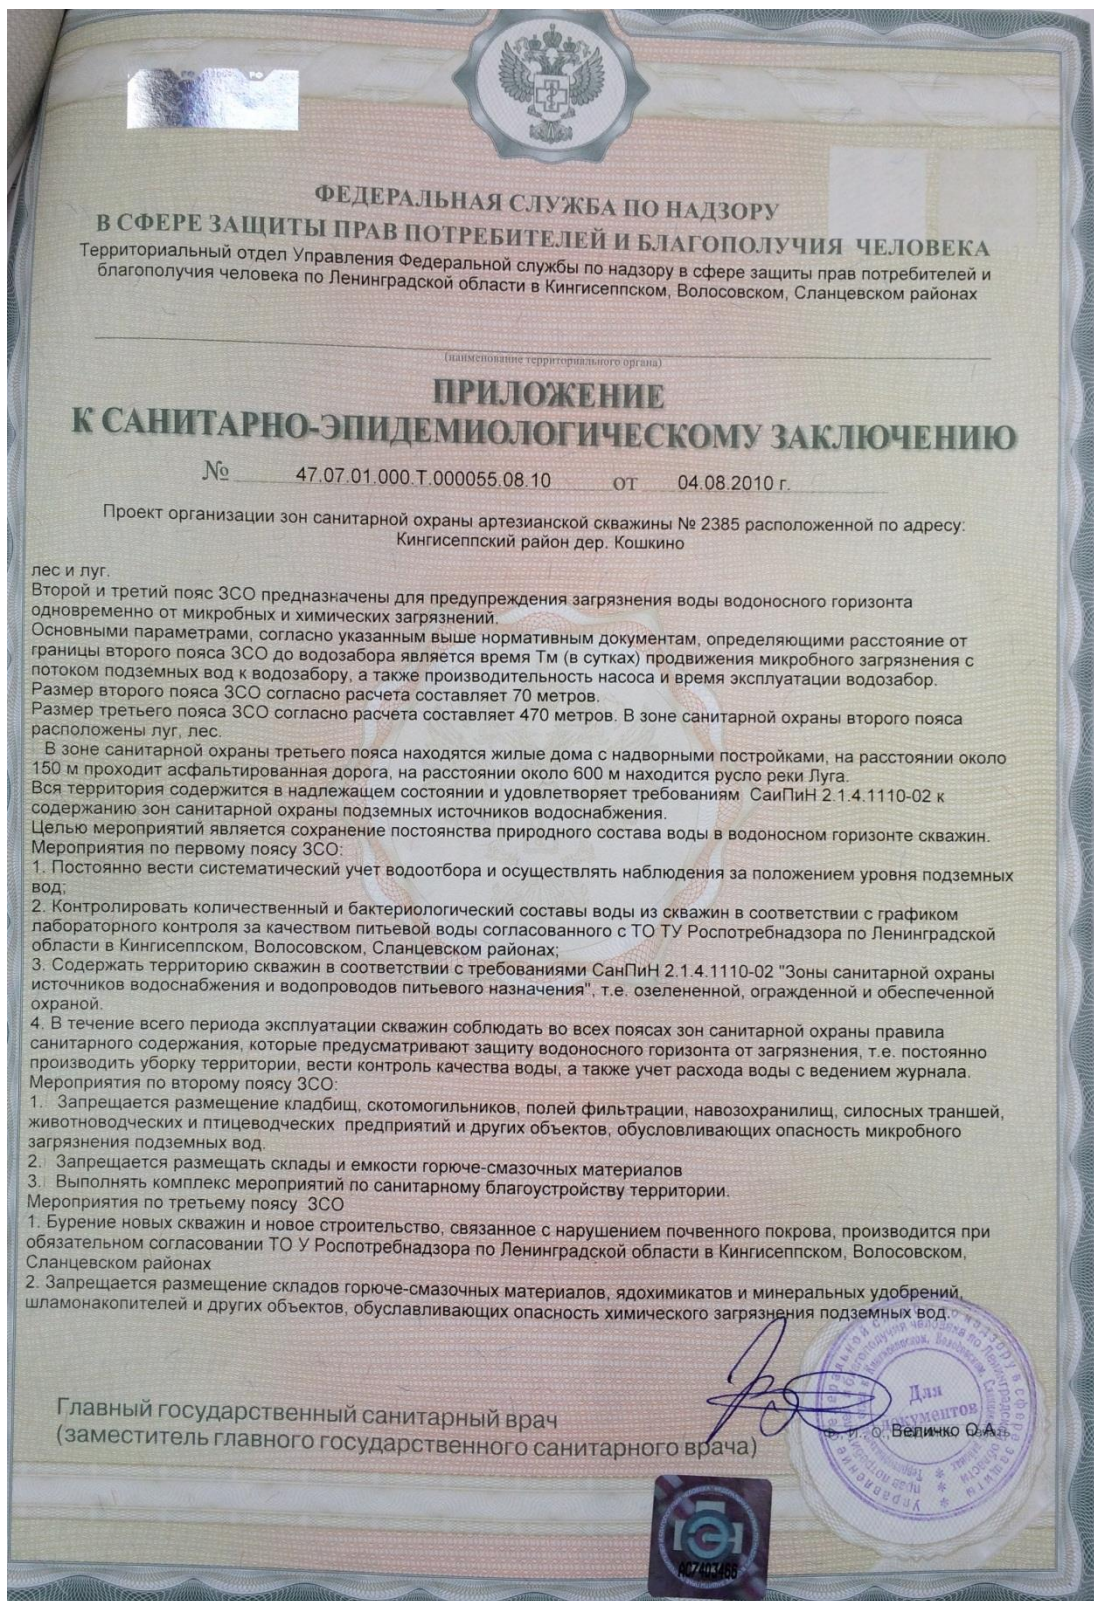 ФЕДЕРАЛЬНАЯ СЛУЖБА ПО НАДЗОРУ
В СФЕРЕ ЗАЩИТЫ ПРАВ ПОТРЕБИТЕЛЕЙ И БЛАГОПОЛУЧИЯ ЧЕЛОВЕКА
Территориальный отдел Управления Федеральной службы по надзору в сфере защиты прав потребителей и
благополучия человека по Ленинградской области в Кингисеппском, Волосовском, Сланцевском районах
(наименование территориального органа)
ПРИЛОЖЕНИЕ
К САНИТАРНО-ЭПИДЕМИОЛОГИЧЕСКОМУ ЗАКЛЮЧЕНИЮ
№ 47.07.01.000.Т.000055.08.10 от 04.08.2010 г.
Проект организации зон санитарной охраны артезианской скважины № 2385 расположенной по адресу:
Кингисеппский район дер. Кошкино
лес и луг.
Второй и третий пояс ЗСО предназначены для предупреждения загрязнения воды водоносного горизонта
одновременно от микробных и химических загрязнений.
Основными параметрами, согласно указанным выше нормативным документам, определяющими расстояние от
границы второго пояса ЗСО до водозабора является время Тм (в сутках) продвижения микробного загрязнения с
потоком подземных вод к водозабору, а также производительность насоса и время эксплуатации водозабор.
Размер второго пояса ЗСО согласно расчета составляет 70 метров.
Размер третьего пояса ЗСО согласно расчета составляет 470 метров. В зоне санитарной охраны второго пояса
расположены луг, лес.
В зоне санитарной охраны третьего пояса находятся жилые дома с надворными постройками, на расстоянии около
150 м проходит асфальтированная дорога, на расстоянии около 600 м находится русло реки Луга.
Вся территория содержится в надлежащем состоянии и удовлетворяет требованиям СаиПиН 2.1.4.1110-02 к
содержанию зон санитарной охраны подземных источников водоснабжения.
Целью мероприятий является сохранение постоянства природного состава воды в водоносном горизонте скважин.
Мероприятия по первому поясу ЗСО:
1. Постоянно вести систематический учет водоотбора и осуществлять наблюдения за положением уровня подземных
вод;
2. Контролировать количественный и бактериологический составы воды из скважин в соответствии с графиком
лабораторного контроля за качеством питьевой воды согласованного с ТО ТУ Роспотребнадзора по Ленинградской
области в Кингисеппском, Волосовском, Сланцевском районах;
3. Содержать территорию скважин в соответствии с требованиями СанПиН 2.1.4.1110-02 "Зоны санитарной охраны
источников водоснабжения и водопроводов питьевого назначения", т.е. озелененной, огражденной и обеспеченной
охраной.
4. В течение всего периода эксплуатации скважин соблюдать во всех поясах зон санитарной охраны правила
санитарного содержания, которые предусматривают защиту водоносного горизонта от загрязнения, т.е. постоянно
производить уборку территории, вести контроль качества воды, а также учет расхода воды с ведением журнала.
Мероприятия по второму поясу ЗСО:
1. Запрещается размещение кладбищ, скотомогильников, полей фильтрации, навозохранилищ, силосных траншей,
животноводческих и птицеводческих предприятий и других объектов, обусловливающих опасность микробного
загрязнения подземных вод.
2. Запрещается размещать склады и емкости горюче-смазочных материалов
3. Выполнять комплекс мероприятий по санитарному благоустройству территории.
Мероприятия по третьему поясу ЗСО
1. Бурение новых скважин и новое строительство, связанное с нарушением почвенного покрова, производится при
обязательном согласовании ТО У Роспотребнадзора по Ленинградской области в Кингисеппском, Волосовском,
Сланцевском районах
2. Запрещается размещение складов горюче-смазочных материалов, ядохимикатов и минеральных удобрений,
шламонакопителей и других объектов, обуславливающих опасность химического загрязнения подземных вод.
Главный государственный санитарный врач
(заместитель главного государственного санитарного врача)
Для
документов
Величко О.А.
АС7403466